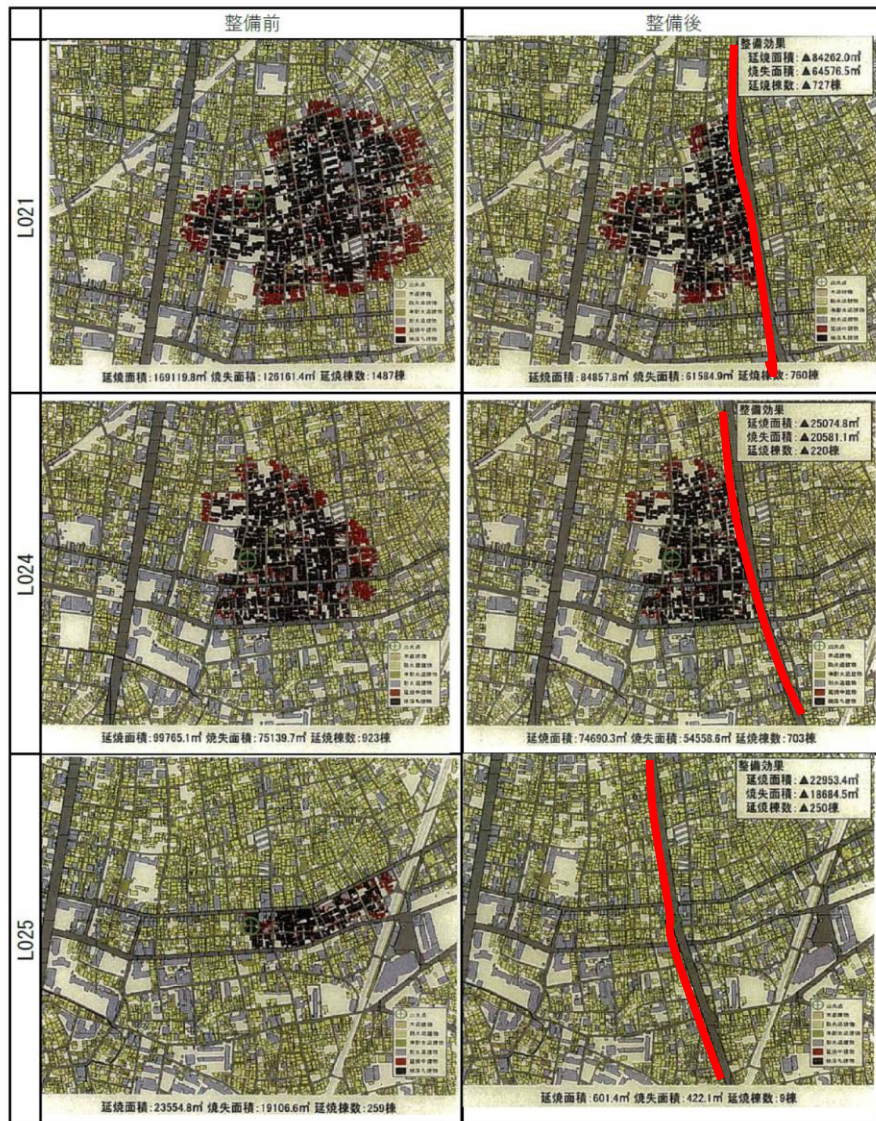 整備前
整備後
L021
整備効果
延焼面積:▲84262.0㎡
焼失面積:▲64576.5㎡
延焼棟数:▲727棟
延焼面積:169119.8㎡ 焼失面積:126161.4㎡ 延焼棟数:1487棟
延焼面積:84857.8㎡ 焼失面積:61584.9㎡ 延焼棟数:760棟
L024
整備効果
延焼面積:▲25074.8㎡
焼失面積:▲20581.1㎡
延焼棟数:▲220棟
延焼面積:99765.1㎡ 焼失面積:75139.7㎡ 延焼棟数:923棟
延焼面積:74690.3㎡ 焼失面積:54558.6㎡ 延焼棟数:703棟
L025
整備効果
延焼面積:▲22953.4㎡
焼失面積:▲18684.5㎡
延焼棟数:▲250棟
延焼面積:23554.8㎡ 焼失面積:19106.6㎡ 延焼棟数:259棟
延焼面積:601.4㎡ 焼失面積:422.1㎡ 延焼棟数:9棟